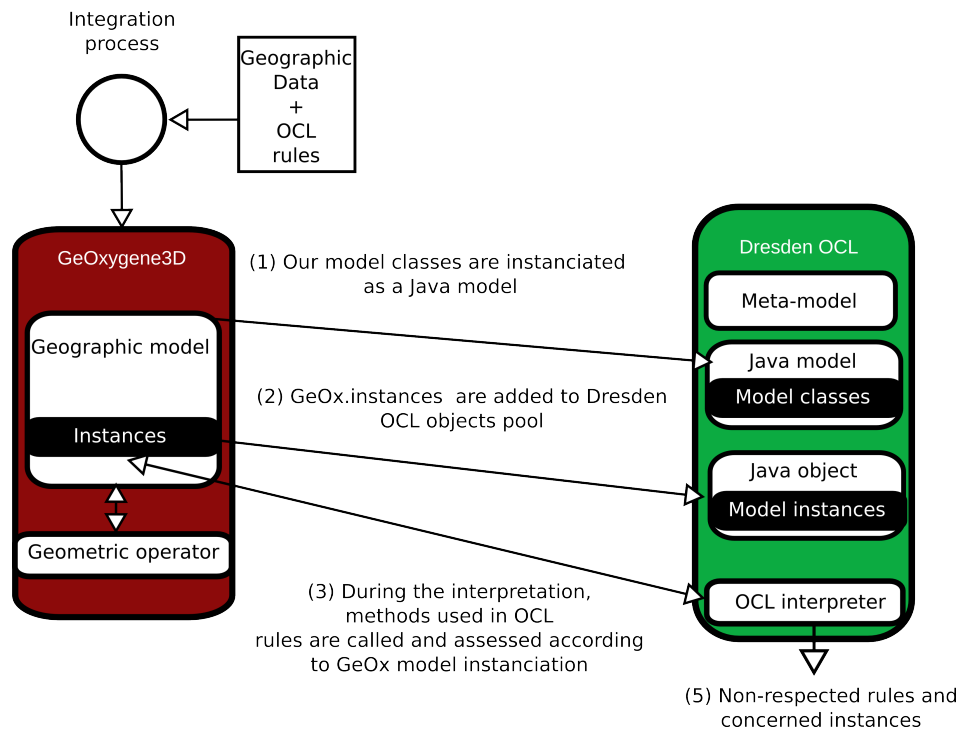 Integration
process
Geographic
Data
+
OCL
rules
GeOxygene3D
Geographic model
Instances
Geometric operator
(1) Our model classes are instanciated
as a Java model
(2) GeOx.instances  are added to Dresden
OCL objects pool
(3) During the interpretation,
methods used in OCL
rules are called and assessed according
to GeOx model instanciation
Dresden OCL
Meta-model
Java model
Model classes
Java object
Model instances
OCL interpreter
(5) Non-respected rules and
concerned instances